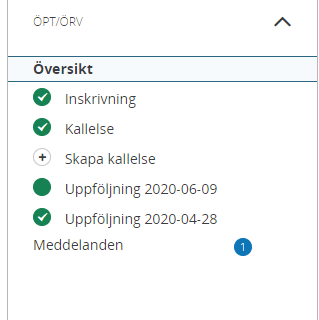 ÖPT/ÖRV
Översikt
Inskrivning
Kallelse
Skapa kallelse
Uppföljning 2020-06-09
Uppföljning 2020-04-28
Meddelanden 1